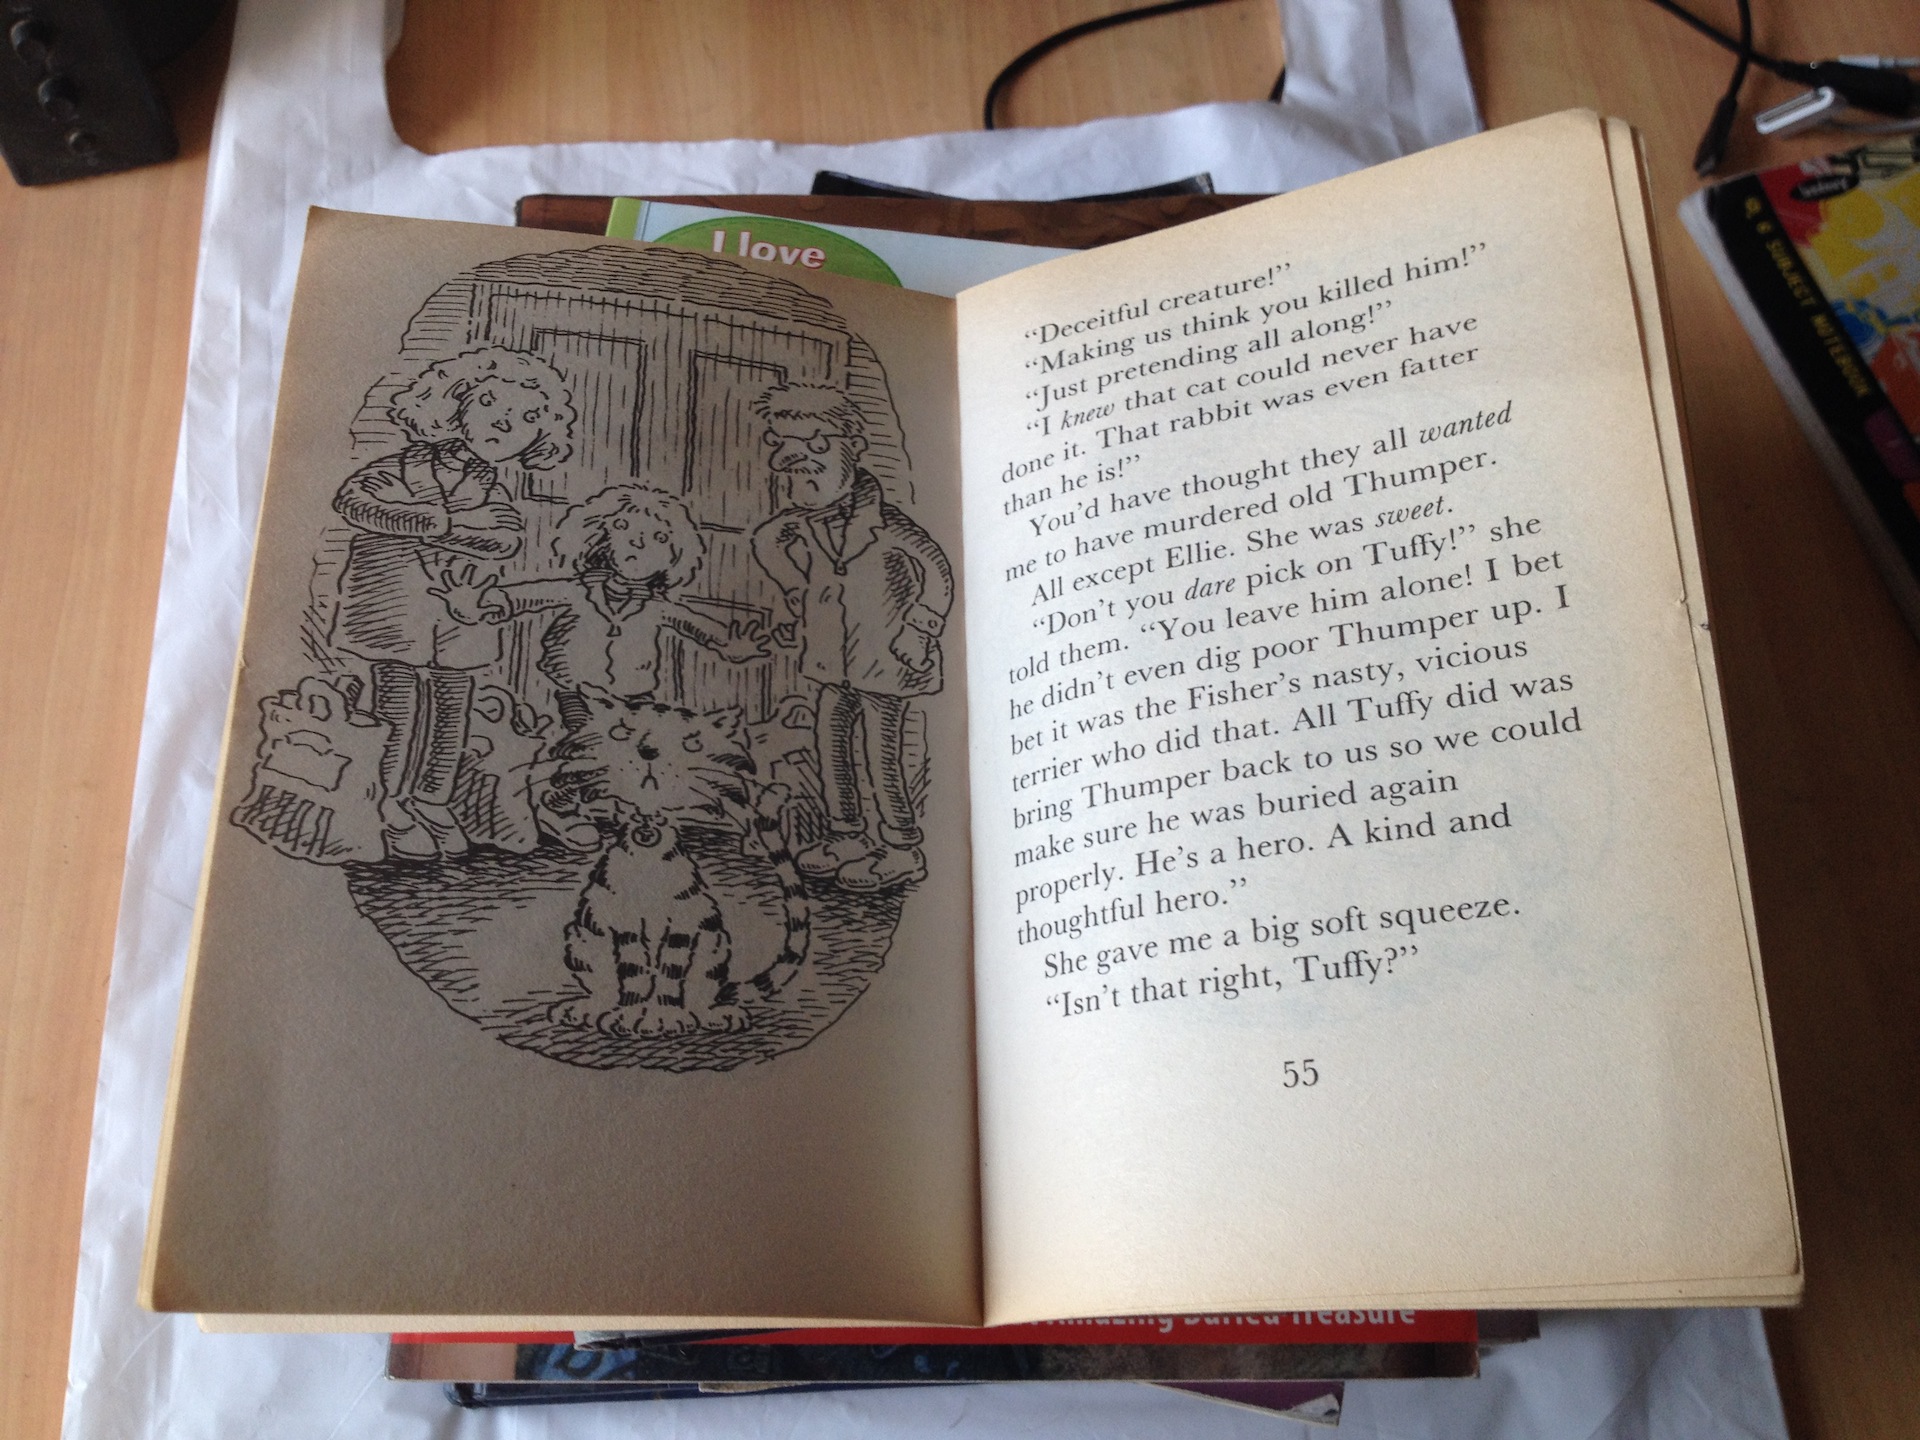 I love
"Deceitful creature!"
"Making us think you killed him!"
"Just pretending all along!"
"I knew that cat could never have
done it. That rabbit was even fatter
than he is!"
You'd have thought they all wanted
me to have murdered old Thumper.
All except Ellie. She was sweet.
"Don't you dare pick on Tuffy!" she
told them. "You leave him alone! I bet
he didn't even dig poor Thumper up. I
bet it was the Fisher's nasty, vicious
terrier who did that. All Tuffy did was
bring Thumper back to us so we could
make sure he was buried again
properly. He's a hero. A kind and
thoughtful hero."
She gave me a big soft squeeze.
"Isn't that right, Tuffy?"
55
Amazing Buried Treasure
SUBJECT NOTEBOOK